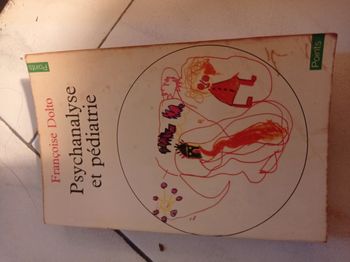 Françoise Dolto
Psychanalyse
et pédiatrie
Points
Points